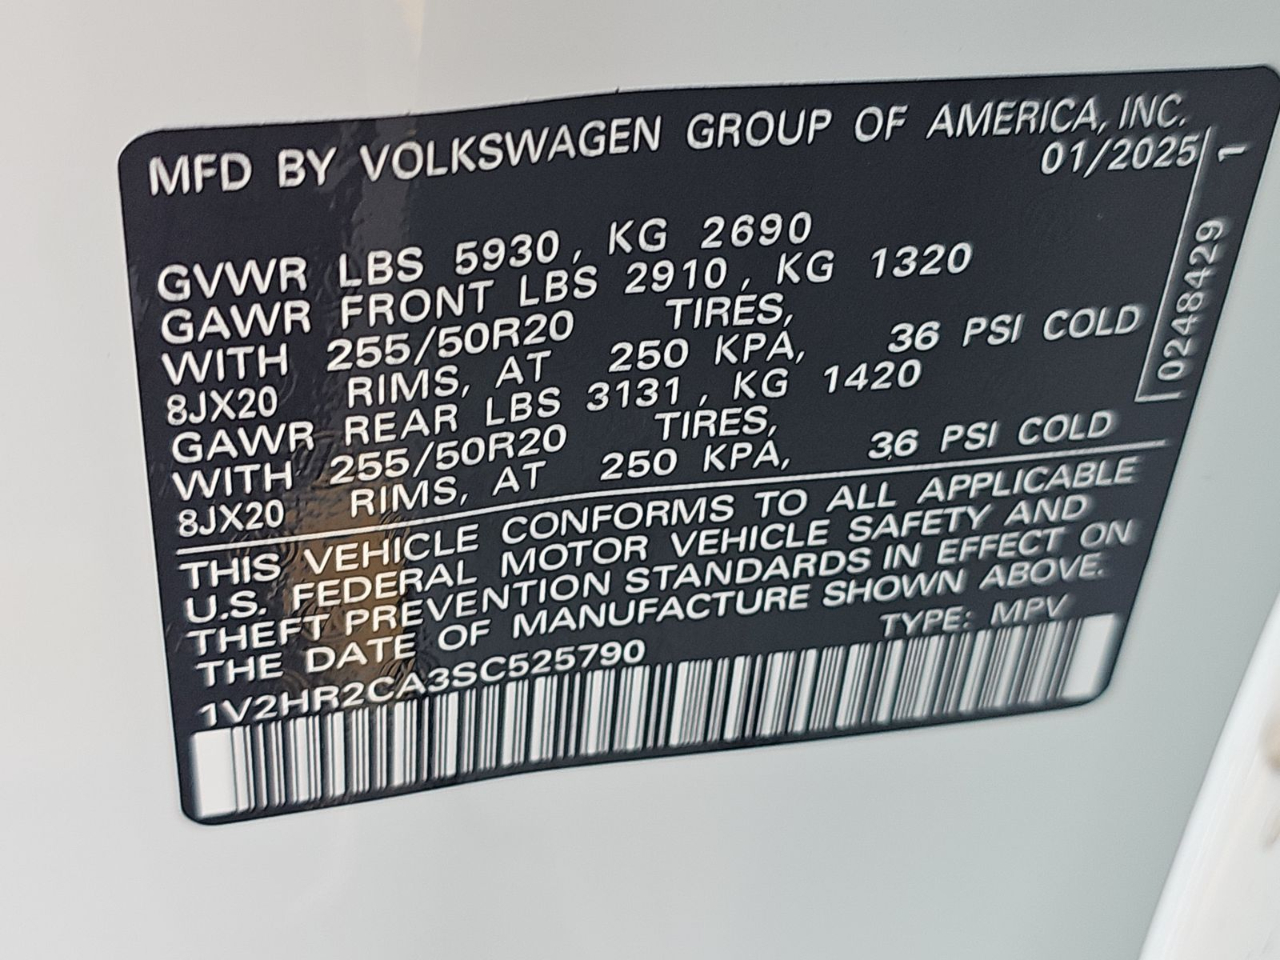 MFD BY VOLKSWAGEN GROUP OF AMERICA, INC.
01/2025
GVWR LBS 5930, KG 2690
GAWR FRONT LBS 2910, KG 1320
WITH 255/50R20 TIRES,
8JX20 RIMS, AT 250 KPA, 36 PSI COLD
GAWR REAR LBS 3131, KG 1420
WITH 255/50R20 TIRES,
8JX20 RIMS, AT 250 KPA, 36 PSI COLD
THIS VEHICLE CONFORMS TO ALL APPLICABLE
U.S. FEDERAL MOTOR VEHICLE SAFETY AND
THEFT PREVENTION STANDARDS IN EFFECT ON
THE DATE OF MANUFACTURE SHOWN ABOVE.
1V2HR2CA3SC525790 TYPE: MPV
0248429 1